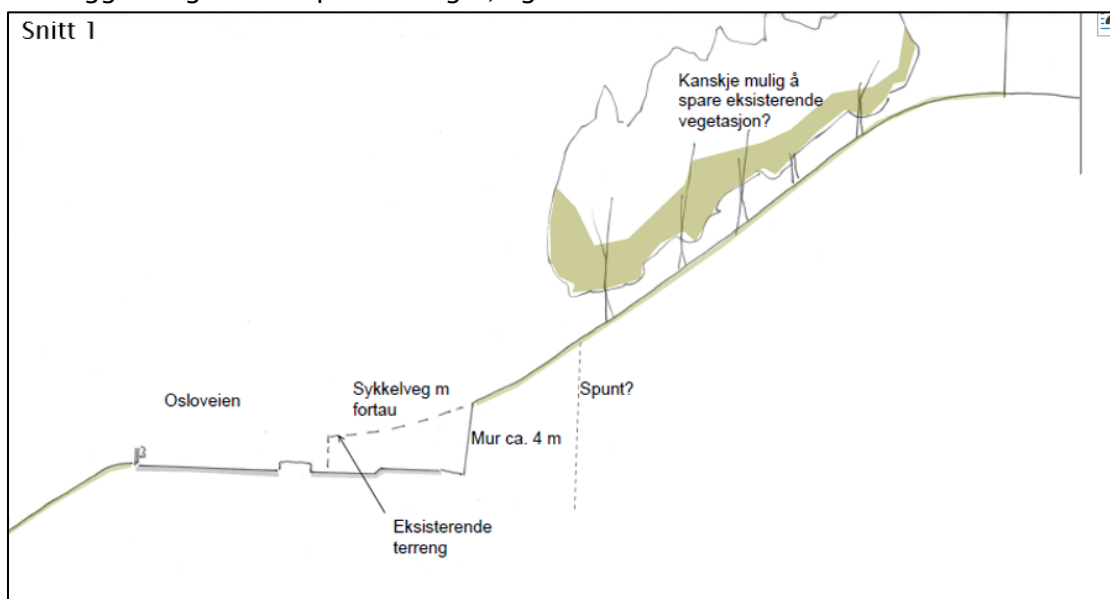 Snitt 1
Kanskje mulig å
spare eksisterende
vegetasjon?
Osloveien
Sykkelveg m
fortau
Spunt?
Mur ca. 4 m
Eksisterende
terreng